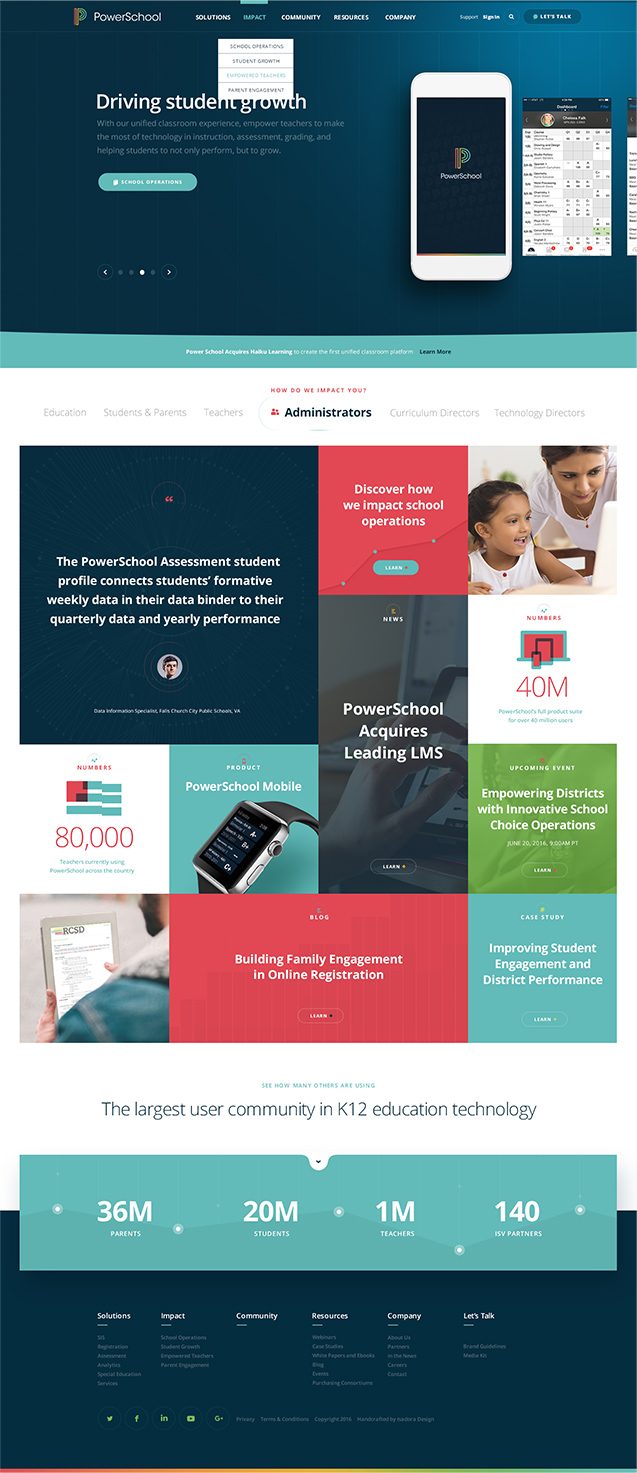 PowerSchool
SOLUTIONS
IMPACT
COMMUNITY
RESOURCES
COMPANY
Support
Sign In
LET'S TALK
SCHOOL OPERATIONS
STUDENT GROWTH
EMPOWERED TEACHERS
PARENT ENGAGEMENT
Driving student growth
With our unified classroom experience, empower teachers to make
the most of technology in instruction, assessment, grading, and
helping students to not only perform, but to grow.
SCHOOL OPERATIONS
PowerSchool
Dashboard
Chelsea Falk
Power School Acquires Haiku Learning to create the first unified classroom platform Learn More
HOW DO WE IMPACT YOU?
Education
Students & Parents
Teachers
Administrators
Curriculum Directors
Technology Directors
The PowerSchool Assessment student
profile connects students' formative
weekly data in their data binder to their
quarterly data and yearly performance
Data Information Specialist, Falls Church City Public Schools, VA
Discover how
we impact school
operations
LEARN +
NEWS
PowerSchool
Acquires
Leading LMS
LEARN +
NUMBERS
40M
PowerSchool's full product suite
for over 40 million users
NUMBERS
80,000
Teachers currently using
PowerSchool across the country
PRODUCT
PowerSchool Mobile
UPCOMING EVENT
Empowering Districts
with Innovative School
Choice Operations
JUNE 20, 2016, 9:00AM PT
LEARN +
RCSD
BLOG
Building Family Engagement
in Online Registration
LEARN +
CASE STUDY
Improving Student
Engagement and
District Performance
LEARN +
SEE HOW MANY OTHERS ARE USING
The largest user community in K12 education technology
36M
PARENTS
20M
STUDENTS
1M
TEACHERS
140
ISV PARTNERS
Solutions
SIS
Registration
Assessment
Analytics
Special Education
Services
Impact
School Operations
Student Growth
Empowered Teachers
Parent Engagement
Community
Resources
Webinars
Case Studies
White Papers and Ebooks
Blog
Events
Purchasing Consortiums
Company
About Us
Partners
In the News
Careers
Contact
Let's Talk
Brand Guidelines
Media Kit
Privacy
Terms & Conditions
Copyright 2016
Handcrafted by Isadora Design